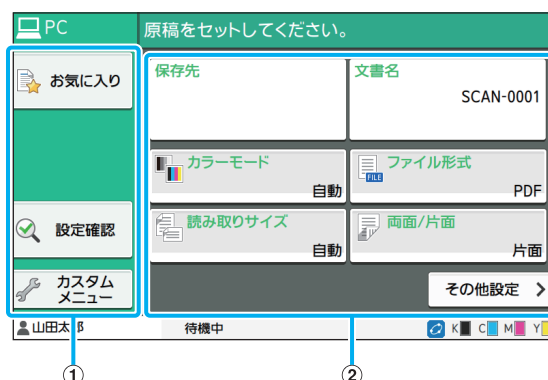 PC
原稿をセットしてください。
お気に入り
設定確認
カスタム
メニュー
保存先
文書名
SCAN-0001
カラーモード
自動
ファイル形式
FILE
PDF
読み取りサイズ
自動
両面/片面
片面
その他設定
山田太郎
待機中
K C M Y
① ②